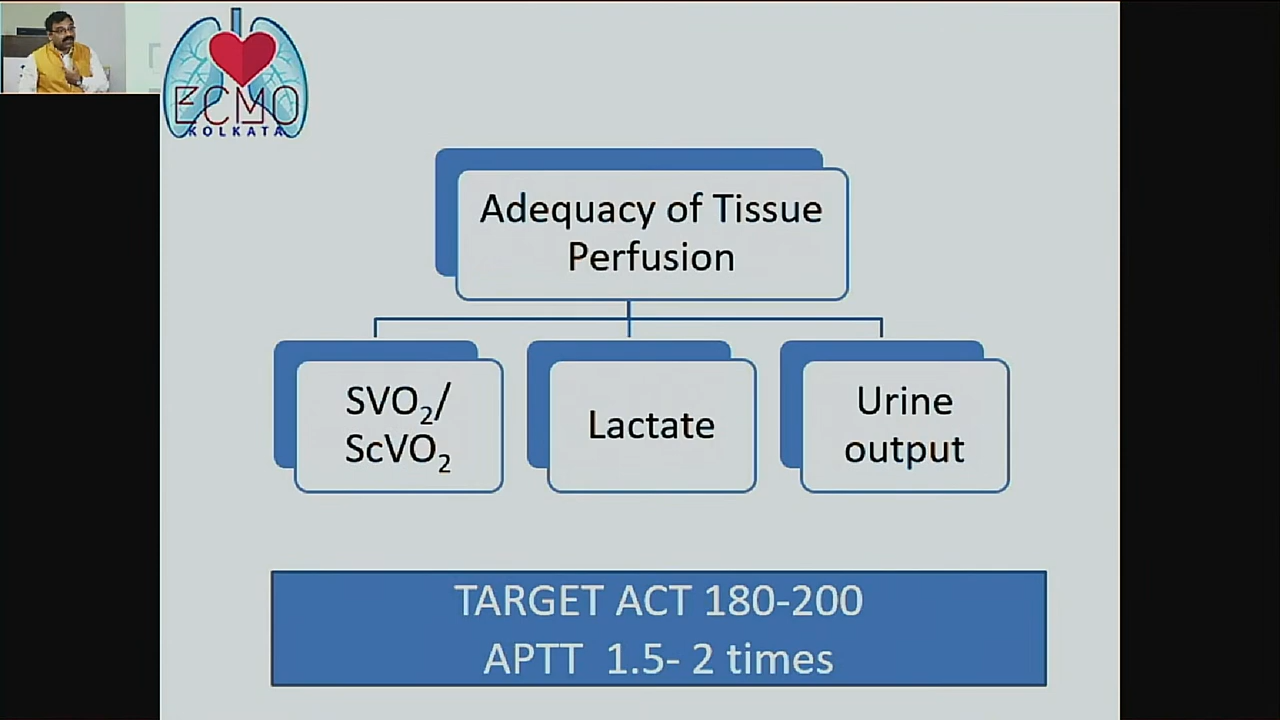 ECMO
KOLKATA
Adequacy of Tissue
Perfusion
SVO₂/
ScVO₂
Lactate
Urine
output
TARGET ACT 180-200
APTT 1.5- 2 times